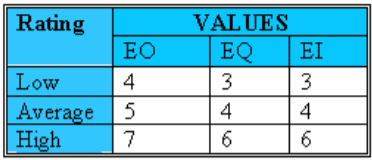 Rating VALUES
EO EQ EI
Low 4 3 3
Average 5 4 4
High 7 6 6